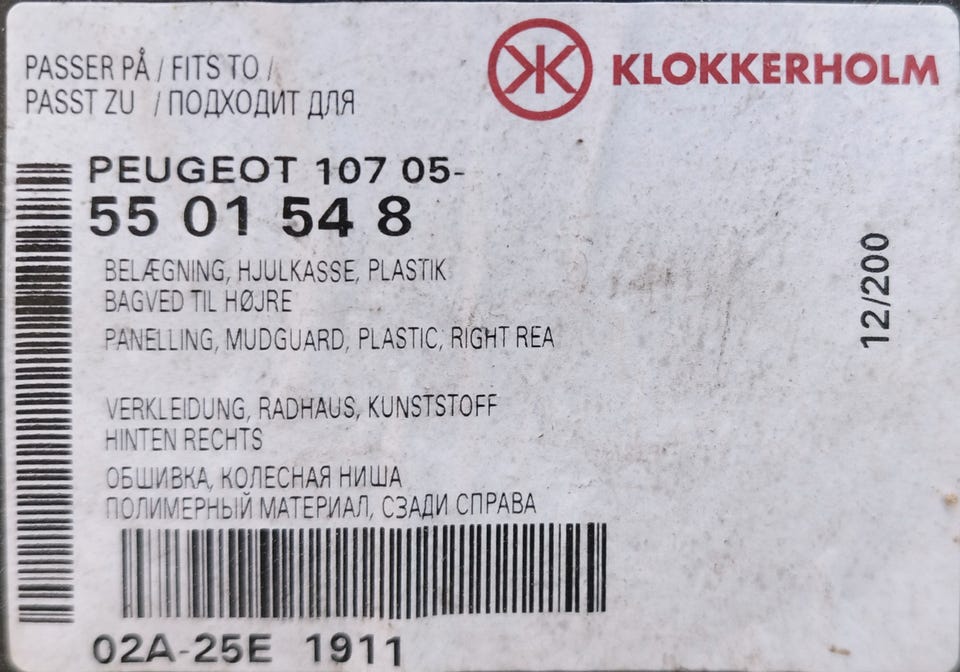 PASSER PÅ / FITS TO /
PASST ZU / ПОДХОДИТ ДЛЯ
KLOKKERHOLM
PEUGEOT 107 05-
55 01 54 8
BELÆGNING, HJULKASSE, PLASTIK
BAGVED TIL HØJRE
PANELLING, MUDGUARD, PLASTIC, RIGHT REA
VERKLEIDUNG, RADHAUS, KUNSTSTOFF
HINTEN RECHTS
ОБШИВКА, КОЛЕСНАЯ НИША
ПОЛИМЕРНЫЙ МАТЕРИАЛ, СЗАДИ СПРАВА
12/200
02A-25E 1911